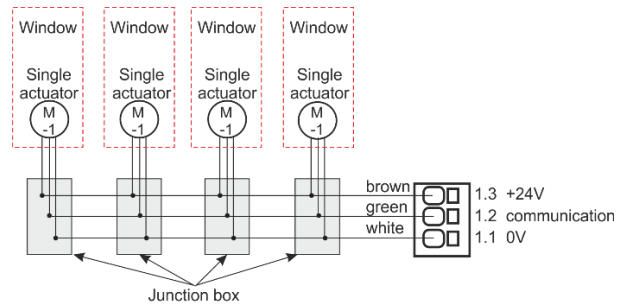 Window Window Window Window
Single Single Single Single
actuator actuator actuator actuator
M M M M
-1 -1 -1 -1
brown
1.3 +24V
green
1.2 communication
white
1.1 0V
Junction box